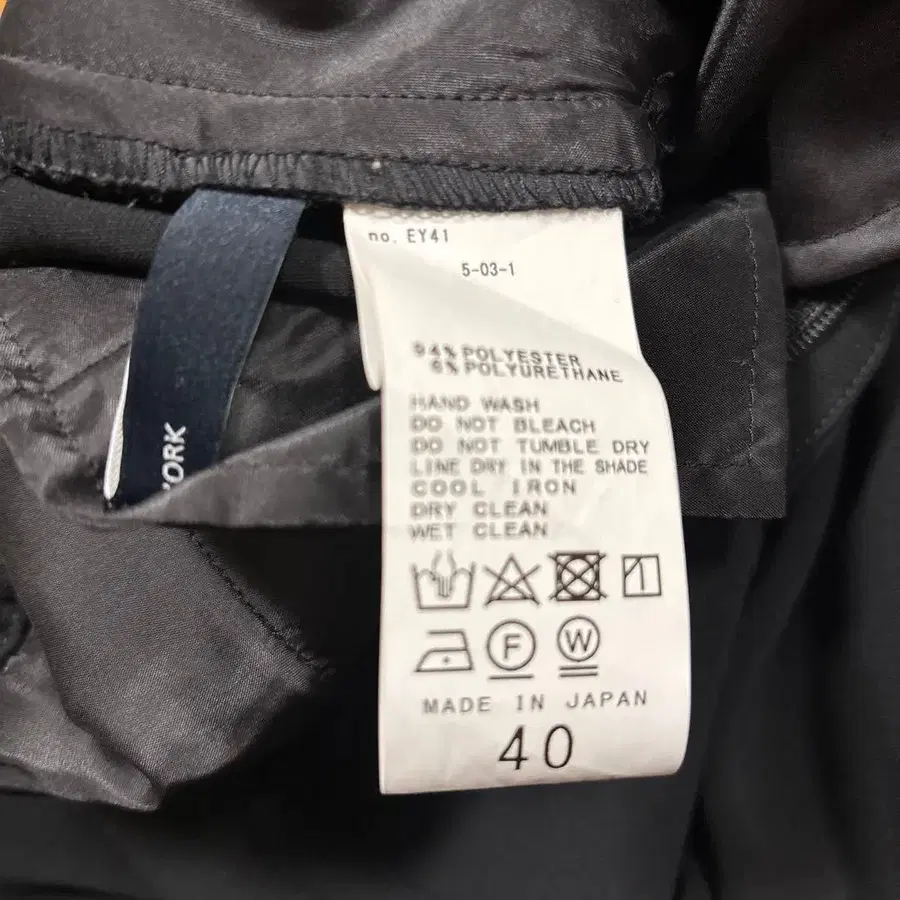 no. EY41
5-03-1
94% POLYESTER
6% POLYURETHANE
HAND WASH
DO NOT BLEACH
DO NOT TUMBLE DRY
LINE DRY IN THE SHADE
COOL IRON
DRY CLEAN
WET CLEAN
F W
MADE IN JAPAN
40
YORK